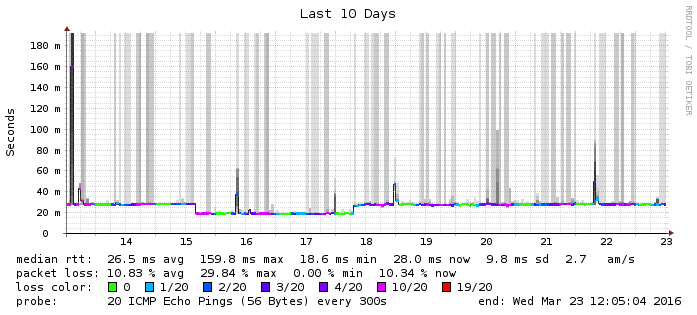 Last 10 Days
RRDTOOL / TOBI OETIKER
Seconds
180 m
160 m
140 m
120 m
100 m
80 m
60 m
40 m
20 m
0
14 15 16 17 18 19 20 21 22 23
median rtt: 26.5 ms avg 159.8 ms max 18.6 ms min 28.0 ms now 9.8 ms sd 2.7 am/s
packet loss: 10.83 % avg 29.84 % max 0.00 % min 10.34 % now
loss color: 0 1/20 2/20 3/20 4/20 10/20 19/20
probe: 20 ICMP Echo Pings (56 Bytes) every 300s end: Wed Mar 23 12:05:04 2016